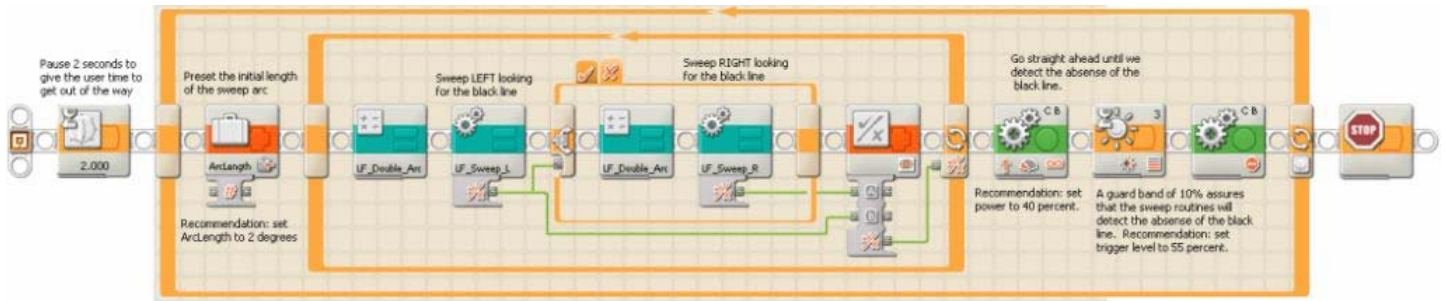 Pause 2 seconds to
give the user time to
get out of the way
2.000
Preset the initial length
of the sweep arc
ArcLength
Recommendation: set
ArcLength to 2 degrees
LF_Double_Arc
Sweep LEFT looking
for the black line
LF_Sweep_L
Sweep RIGHT looking
for the black line
LF_Double_Arc
LF_Sweep_R
Go straight ahead until we
detect the absense of the
black line.
C B
Recommendation: set
power to 40 percent.
3
A guard band of 10% assures
that the sweep routines will
detect the absense of the black
line. Recommendation: set
trigger level to 55 percent.
C B
STOP